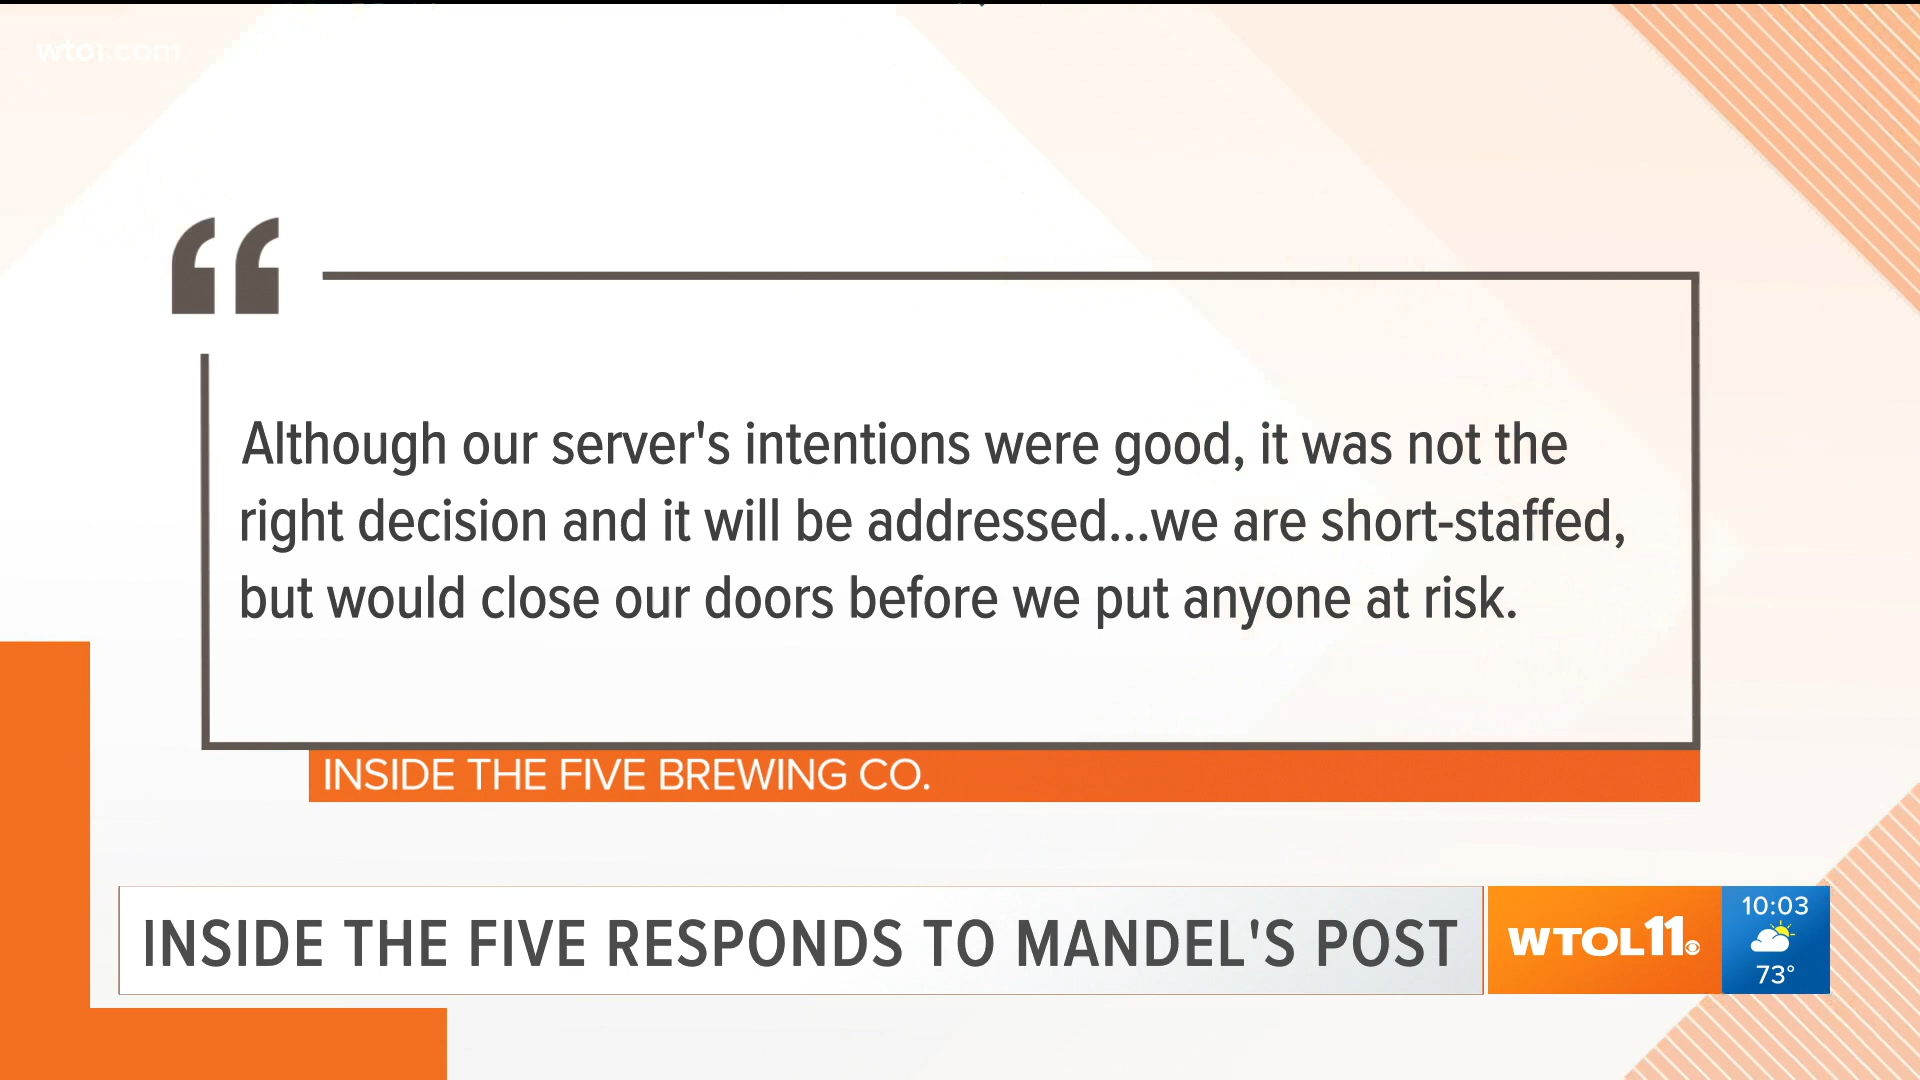 wtol.com
“
Although our server's intentions were good, it was not the
right decision and it will be addressed...we are short-staffed,
but would close our doors before we put anyone at risk.
INSIDE THE FIVE BREWING CO.
INSIDE THE FIVE RESPONDS TO MANDEL'S POST
WTOL11
10:03
73°